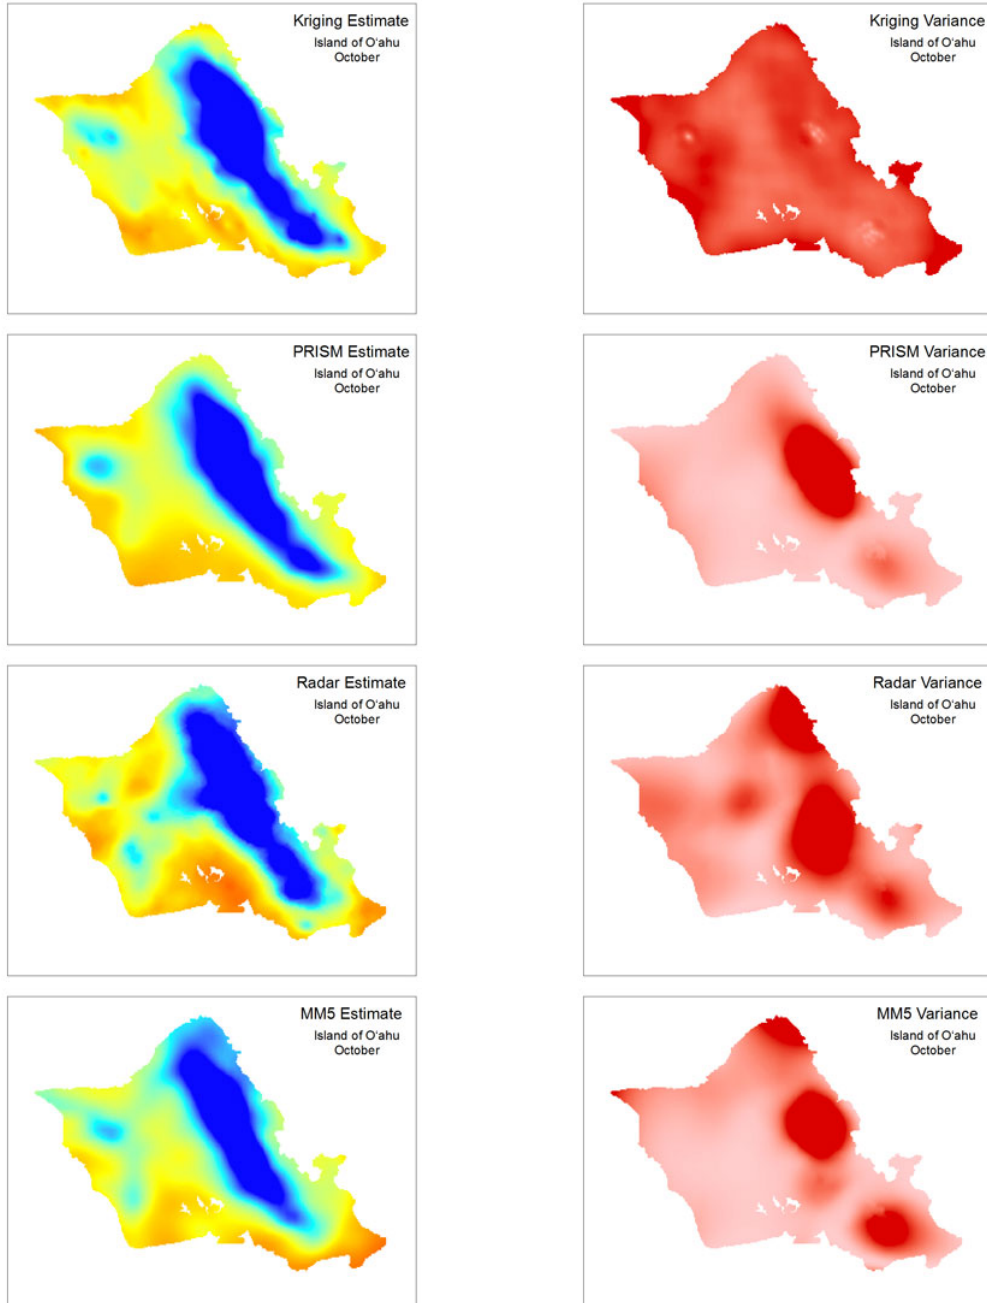 Kriging Estimate
Island of O'ahu
October
Kriging Variance
Island of O'ahu
October
PRISM Estimate
Island of O'ahu
October
PRISM Variance
Island of O'ahu
October
Radar Estimate
Island of O'ahu
October
Radar Variance
Island of O'ahu
October
MM5 Estimate
Island of O'ahu
October
MM5 Variance
Island of O'ahu
October